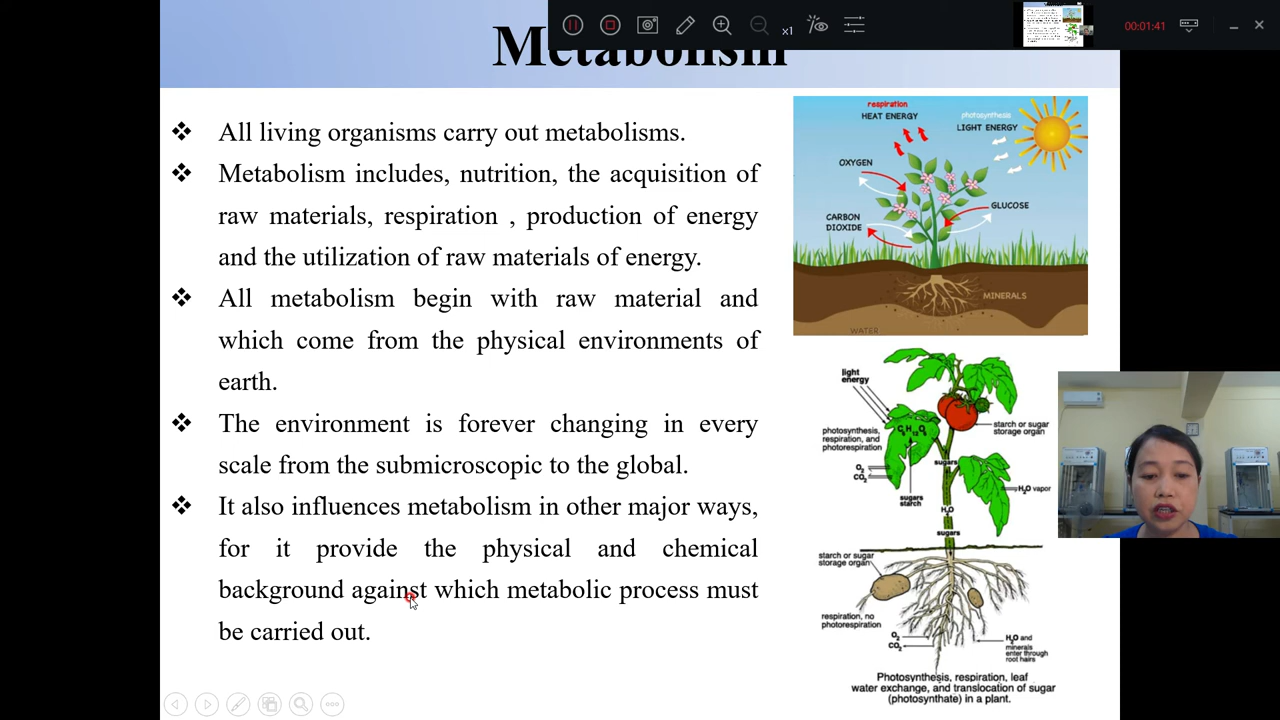 x1
00:01:41
Metabolism
❖ All living organisms carry out metabolisms.
❖ Metabolism includes, nutrition, the acquisition of
raw materials, respiration , production of energy
and the utilization of raw materials of energy.
❖ All metabolism begin with raw material and
which come from the physical environments of
earth.
❖ The environment is forever changing in every
scale from the submicroscopic to the global.
❖ It also influences metabolism in other major ways,
for it provide the physical and chemical
background against which metabolic process must
be carried out.
respiration
HEAT ENERGY
photosynthesis
LIGHT ENERGY
OXYGEN
GLUCOSE
CARBON
DIOXIDE
MINERALS
WATER
light
energy
C6H12O6
photosynthesis,
respiration, and
photorespiration
starch or sugar
storage organ
O2
CO2
sugars
sugars
starch
H2O vapor
H2O
sugars
starch or sugar
storage organ
respiration, no
photorespiration
O2
CO2
H2O and
minerals
enter through
root hairs
Photosynthesis, respiration, leaf
water exchange, and translocation of sugar
(photosynthate) in a plant.